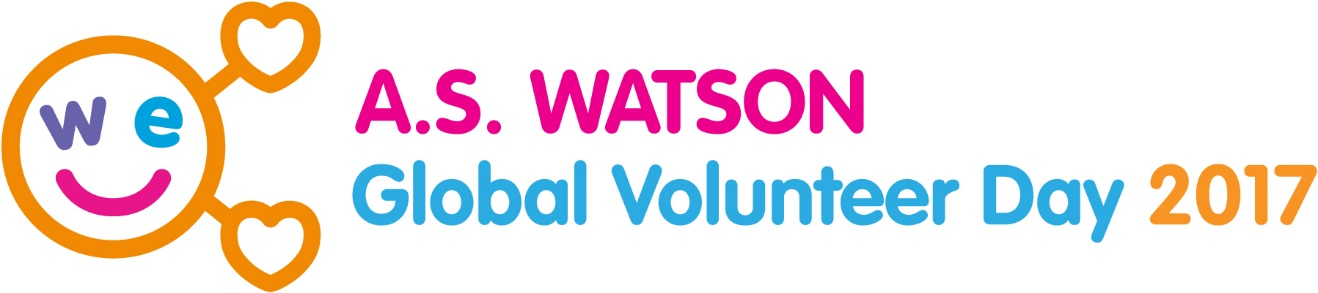 we
A.S. WATSON
Global Volunteer Day 2017